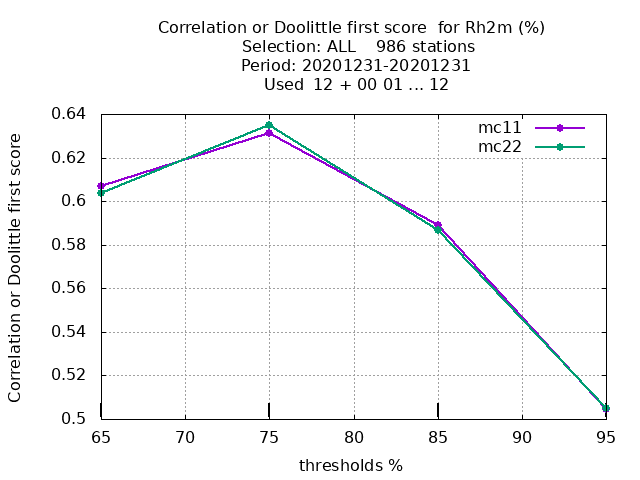 Correlation or Doolittle first score  for Rh2m (%)
Selection: ALL    986 stations
Period: 20201231-20201231
Used  12 + 00 01 ... 12
mc11
mc22
Correlation or Doolittle first score
0.64
0.62
0.6
0.58
0.56
0.54
0.52
0.5
65 70 75 80 85 90 95
thresholds %